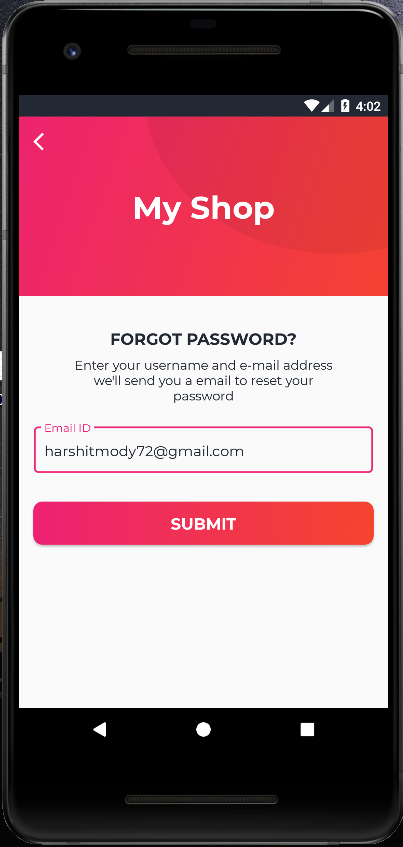 4:02
My Shop
FORGOT PASSWORD?
Enter your username and e-mail address
we'll send you a email to reset your
password
Email ID
harshitmody72@gmail.com
SUBMIT